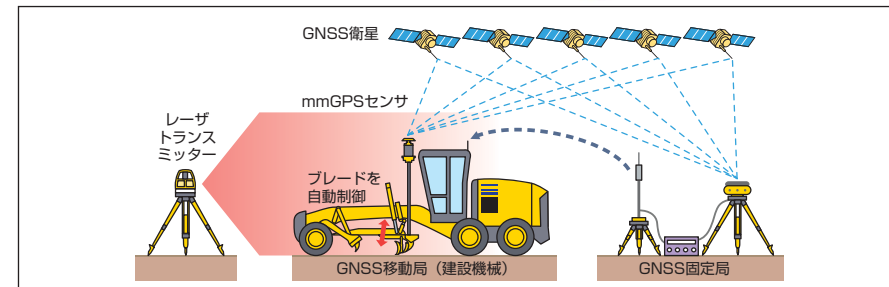 GNSS衛星
mmGPSセンサ
レーザ
トランス
ミッター
ブレードを
自動制御
GNSS移動局（建設機械）
GNSS固定局